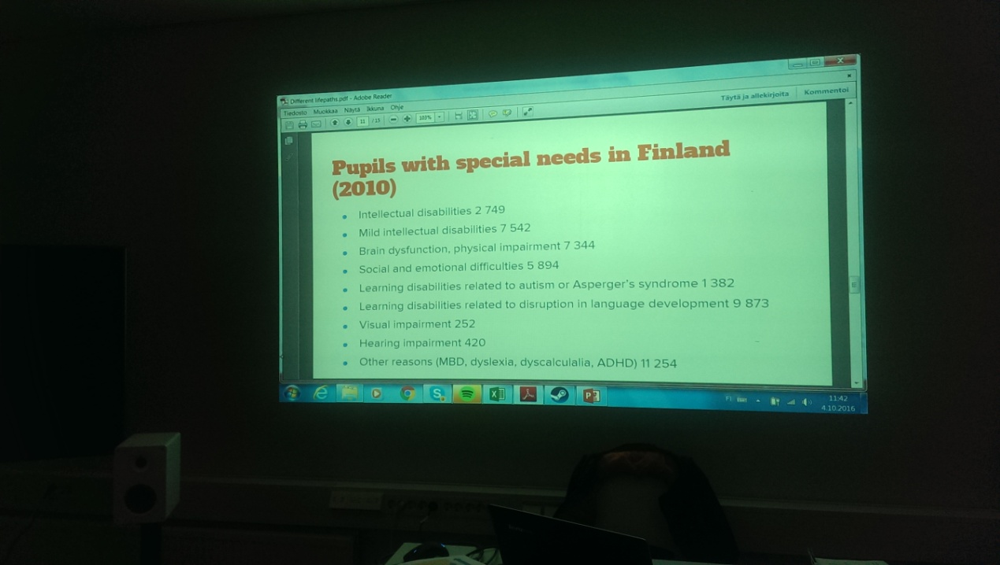 Different lifepaths.pdf - Adobe Reader
Tiedosto Muokkaa Näytä Ikkuna Ohje
Täytä ja allekirjoita Kommentoi
11 / 19 103%
Pupils with special needs in Finland
(2010)
Intellectual disabilities 2 749
Mild intellectual disabilities 7 542
Brain dysfunction, physical impairment 7 344
Social and emotional difficulties 5 894
Learning disabilities related to autism or Asperger's syndrome 1 382
Learning disabilities related to disruption in language development 9 873
Visual impairment 252
Hearing impairment 420
Other reasons (MBD, dyslexia, dyscalculalia, ADHD) 11 254
FI 11:42
4.10.2016